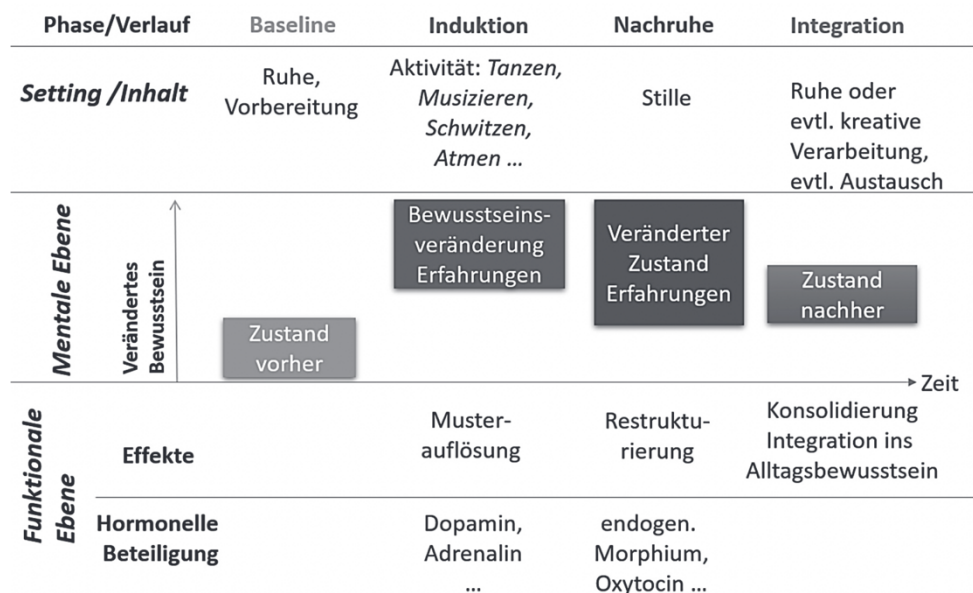 Phase/Verlauf Baseline Induktion Nachruhe Integration
Setting /Inhalt
Ruhe,
Vorbereitung
Aktivität: Tanzen,
Musizieren,
Schwitzen,
Atmen ...
Stille
Ruhe oder
evtl. kreative
Verarbeitung,
evtl. Austausch
Mentale Ebene
Verändertes
Bewusstsein
Zustand
vorher
Bewusstseins-
veränderung
Erfahrungen
Veränderter
Zustand
Erfahrungen
Zustand
nachher
Zeit
Funktionale
Ebene
Effekte
Muster-
auflösung
Restruktu-
rierung
Konsolidierung
Integration ins
Alltagsbewusstsein
Hormonelle
Beteiligung
Dopamin,
Adrenalin
...
endogen.
Morphium,
Oxytocin ...